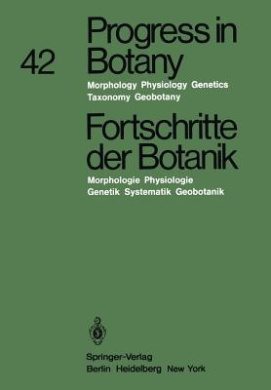 42
Progress in
Botany
Morphology Physiology Genetics
Taxonomy Geobotany
Fortschritte
der Botanik
Morphologie Physiologie
Genetik Systematik Geobotanik
Springer-Verlag
Berlin Heidelberg New York